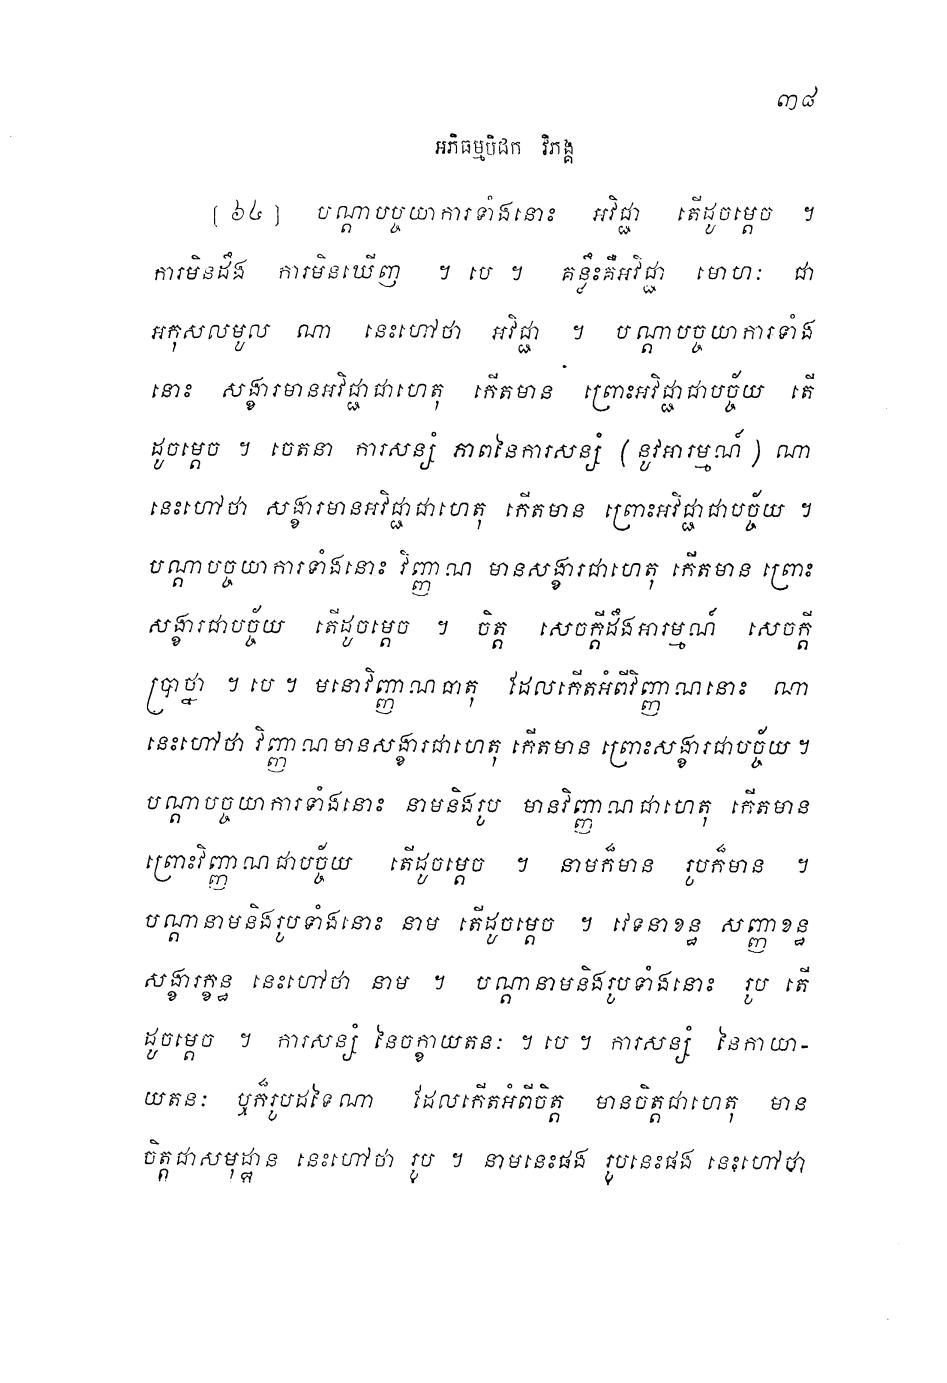 ៣៨
អភិធម្មបិដក វិភង្គ
[ ៦៤ ] បណ្តាបច្ចយាការទាំងនោះ អវិជ្ជា តើដូចម្តេច ។
ការមិនដឹង ការមិនឃើញ ។ បេ ។ គន្លឹះគឺអវិជ្ជា មោហៈ ជា
អកុសលមូល ណា នេះហៅថា អវិជ្ជា ។ បណ្តាបច្ចយាការទាំង
នោះ សង្ខារមានអវិជ្ជាជាហេតុ កើតមាន ព្រោះអវិជ្ជាជាបច្ច័យ តើ
ដូចម្តេច ។ ចេតនា ការសន្សំ ភាពនៃការសន្សំ ( នូវអារម្មណ៍ ) ណា
នេះហៅថា សង្ខារមានអវិជ្ជាជាហេតុ កើតមាន ព្រោះអវិជ្ជាជាបច្ច័យ ។
បណ្តាបច្ចយាការទាំងនោះ វិញ្ញាណ មានសង្ខារជាហេតុ កើតមាន ព្រោះ
សង្ខារជាបច្ច័យ តើដូចម្តេច ។ ចិត្ត សេចក្តីដឹងអារម្មណ៍ សេចក្តី
ប្រាថ្នា ។ បេ ។ មនោវិញ្ញាណធាតុ ដែលកើតអំពីវិញ្ញាណនោះ ណា
នេះហៅថា វិញ្ញាណមានសង្ខារជាហេតុ កើតមាន ព្រោះសង្ខារជាបច្ច័យ ។
បណ្តាបច្ចយាការទាំងនោះ នាមនិងរូប មានវិញ្ញាណជាហេតុ កើតមាន
ព្រោះវិញ្ញាណជាបច្ច័យ តើដូចម្តេច ។ នាមក៏មាន រូបក៏មាន ។
បណ្តានាមនិងរូបទាំងនោះ នាម តើដូចម្តេច ។ វេទនាខន្ធ សញ្ញាខន្ធ
សង្ខារក្ខន្ធ នេះហៅថា នាម ។ បណ្តានាមនិងរូបទាំងនោះ រូប តើ
ដូចម្តេច ។ ការសន្សំ នៃចក្ខាយតនៈ ។ បេ ។ ការសន្សំ នៃកាយា-
យតនៈ ឬក៏រូបដទៃណា ដែលកើតអំពីចិត្ត មានចិត្តជាហេតុ មាន
ចិត្តជាសមុដ្ឋាន នេះហៅថា រូប ។ នាមនេះផង រូបនេះផង នេះហៅថា